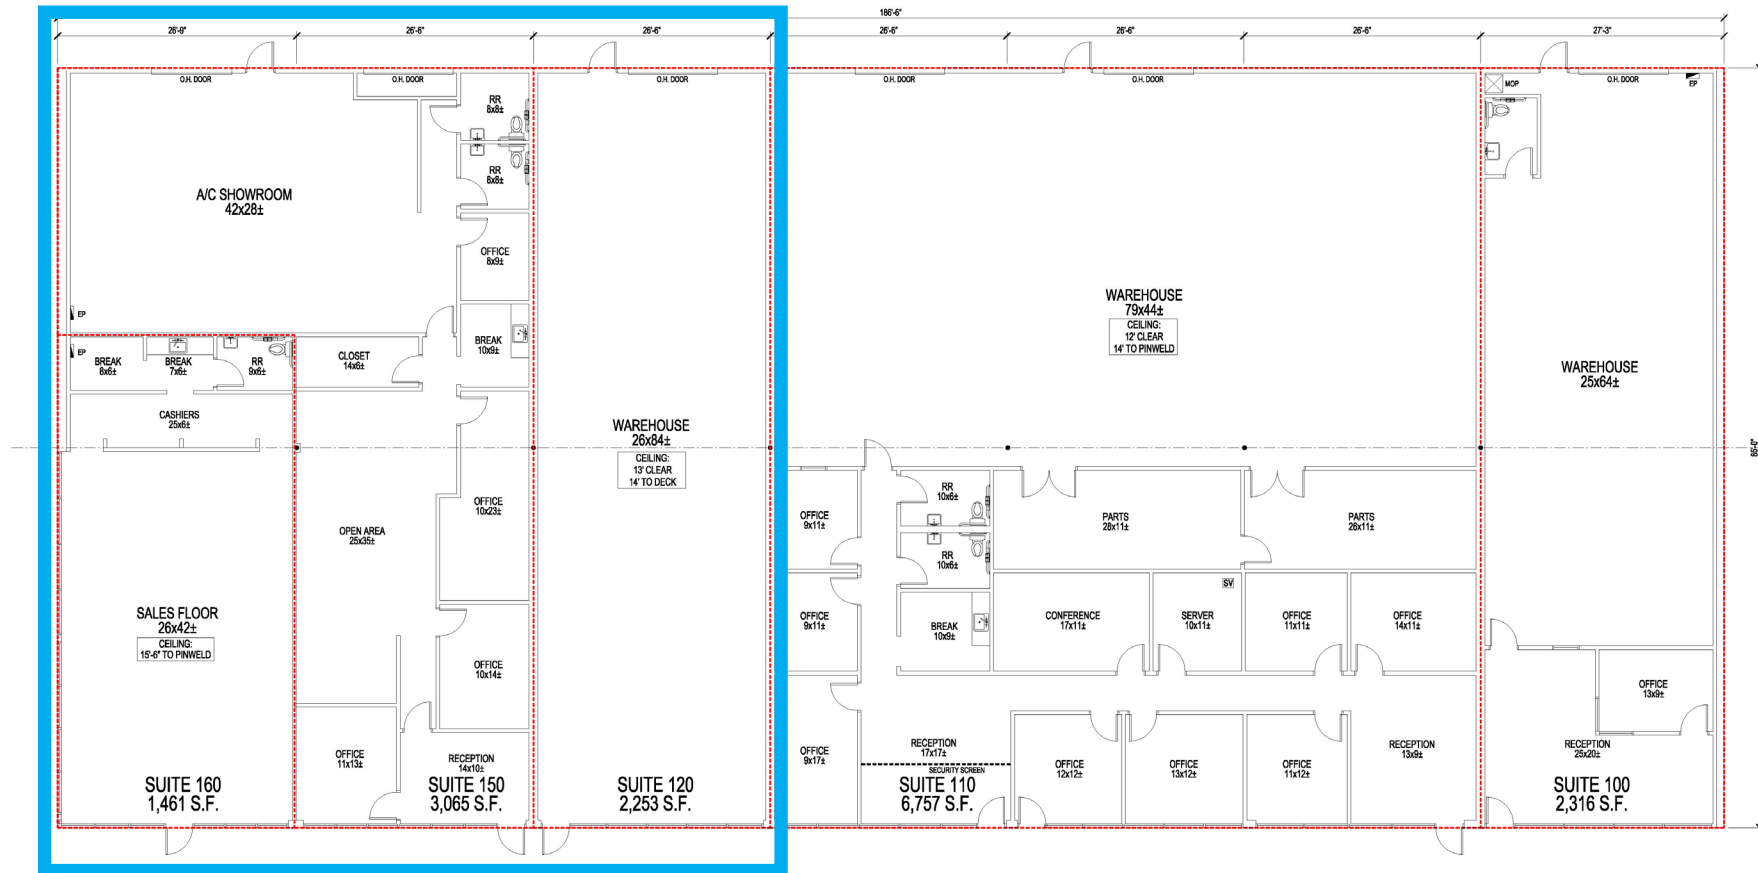 186'-6"
26'-9"
26'-6"
26'-6"
26'-6"
26'-6"
26'-6"
27'-3"
O.H. DOOR
O.H. DOOR
O.H. DOOR
O.H. DOOR
O.H. DOOR
O.H. DOOR
MOP
EP
RR
8x8±
RR
8x8±
A/C SHOWROOM
42x28±
OFFICE
8x9±
EP
WAREHOUSE
79x44±
CEILING:
12' CLEAR
14' TO PINWELD
EP
BREAK
8x6±
BREAK
7x6±
RR
9x6±
CLOSET
14x6±
BREAK
10x9±
WAREHOUSE
25x64±
CASHIERS
25x6±
WAREHOUSE
26x84±
CEILING:
13' CLEAR
14' TO DECK
85'-0"
OFFICE
10x23±
OPEN AREA
25x35±
OFFICE
9x11±
RR
10x6±
RR
10x6±
PARTS
28x11±
PARTS
26x11±
SALES FLOOR
26x42±
CEILING:
15'-6" TO PINWELD
OFFICE
10x14±
OFFICE
9x11±
BREAK
10x9±
CONFERENCE
17x11±
SV
SERVER
10x11±
OFFICE
11x11±
OFFICE
14x11±
OFFICE
13x9±
OFFICE
11x13±
RECEPTION
14x10±
OFFICE
9x17±
RECEPTION
17x17±
SECURITY SCREEN
OFFICE
12x12±
OFFICE
13x12±
OFFICE
11x12±
RECEPTION
13x9±
RECEPTION
25x20±
SUITE 160
1,461 S.F.
SUITE 150
3,065 S.F.
SUITE 120
2,253 S.F.
SUITE 110
6,757 S.F.
SUITE 100
2,316 S.F.